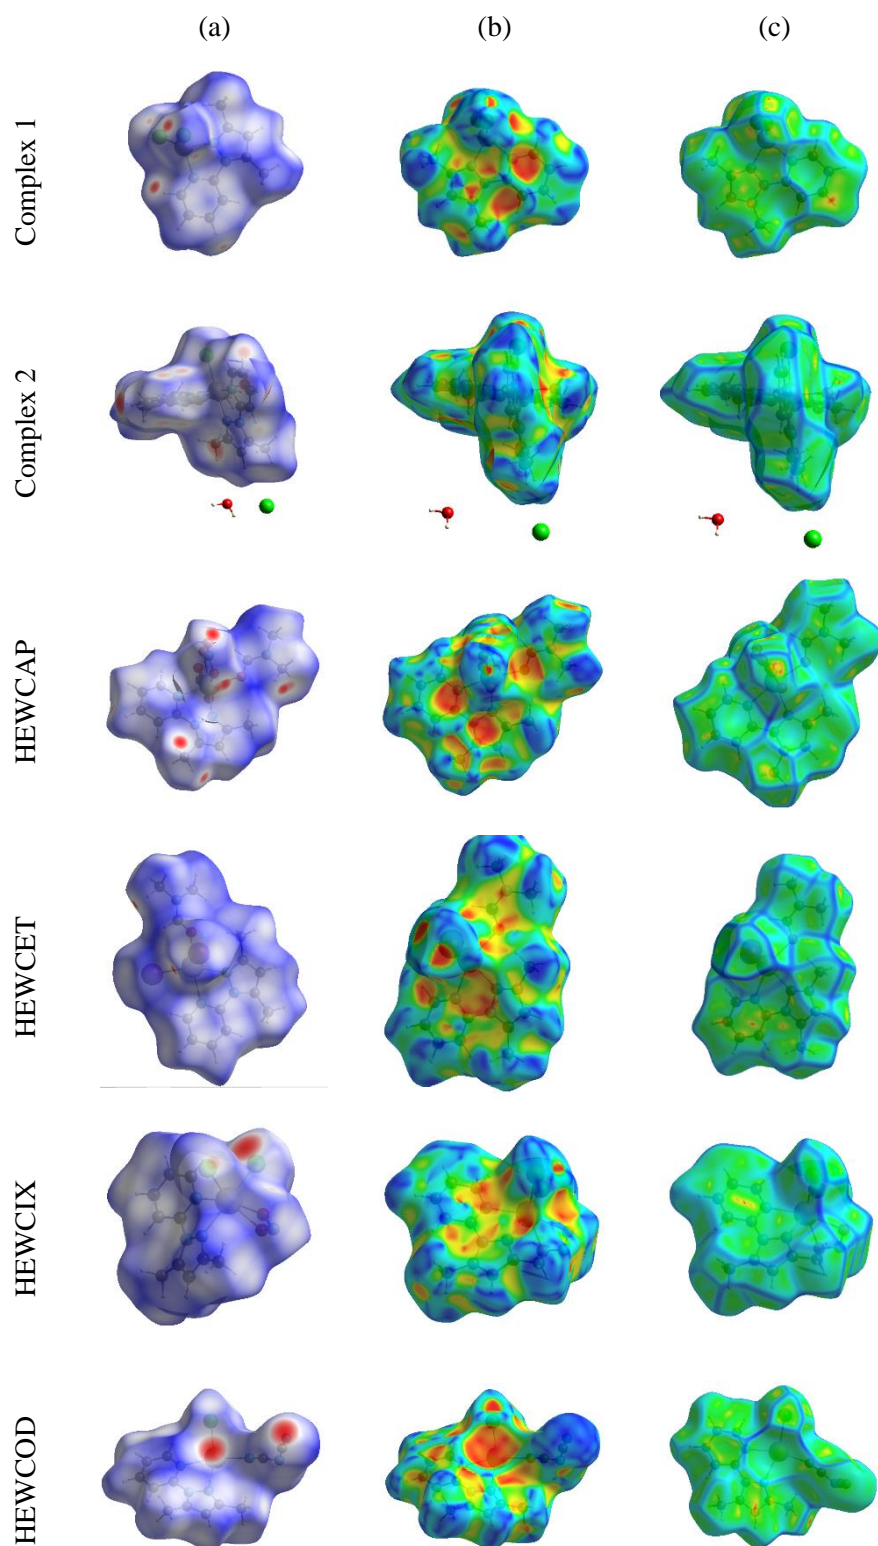 (a) (b) (c)
Complex 1
Complex 2
HEWCAP
HEWCET
HEWCIX
HEWCOD